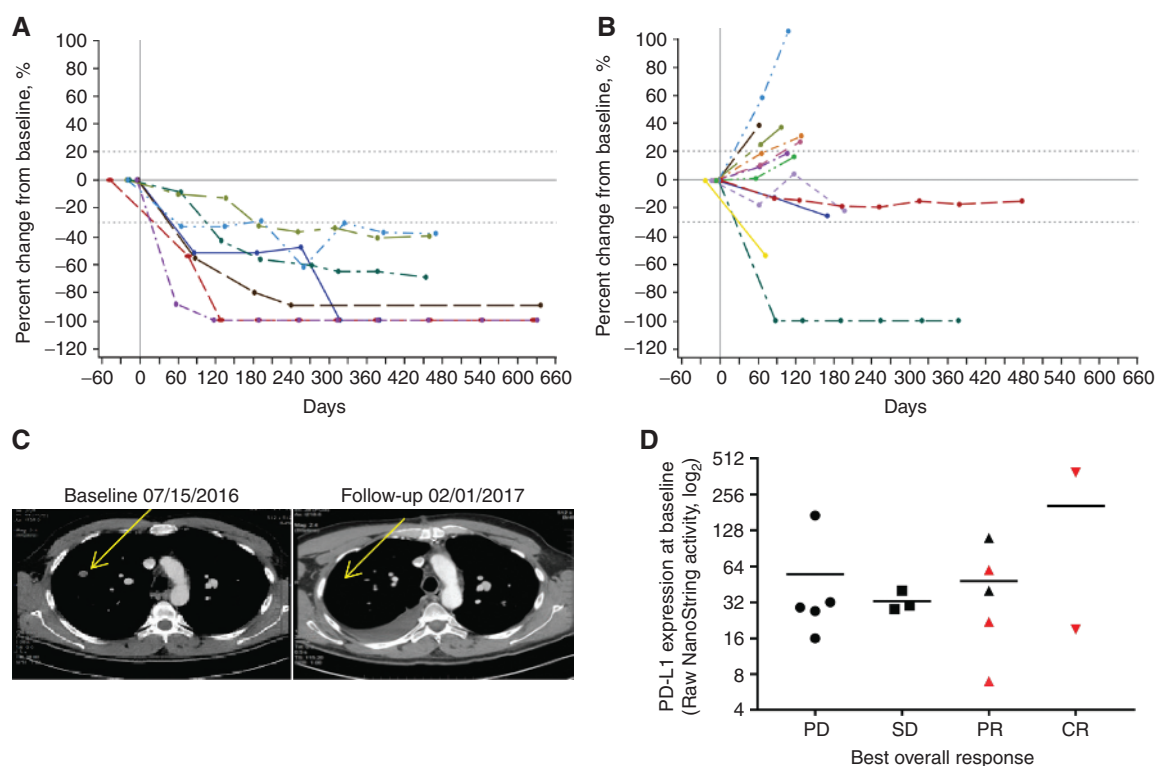 A
B
Percent change from baseline, %
100
80
60
40
20
0
–20
–40
–60
–80
–100
–120
–60 0 60 120 180 240 300 360 420 480 540 600 660
Days
Percent change from baseline, %
100
80
60
40
20
0
–20
–40
–60
–80
–100
–120
–60 0 60 120 180 240 300 360 420 480 540 600 660
Days
C
Baseline 07/15/2016
Follow-up 02/01/2017
D
PD-L1 expression at baseline
(Raw NanoString activity, log2)
512
256
128
64
32
16
8
4
PD SD PR CR
Best overall response